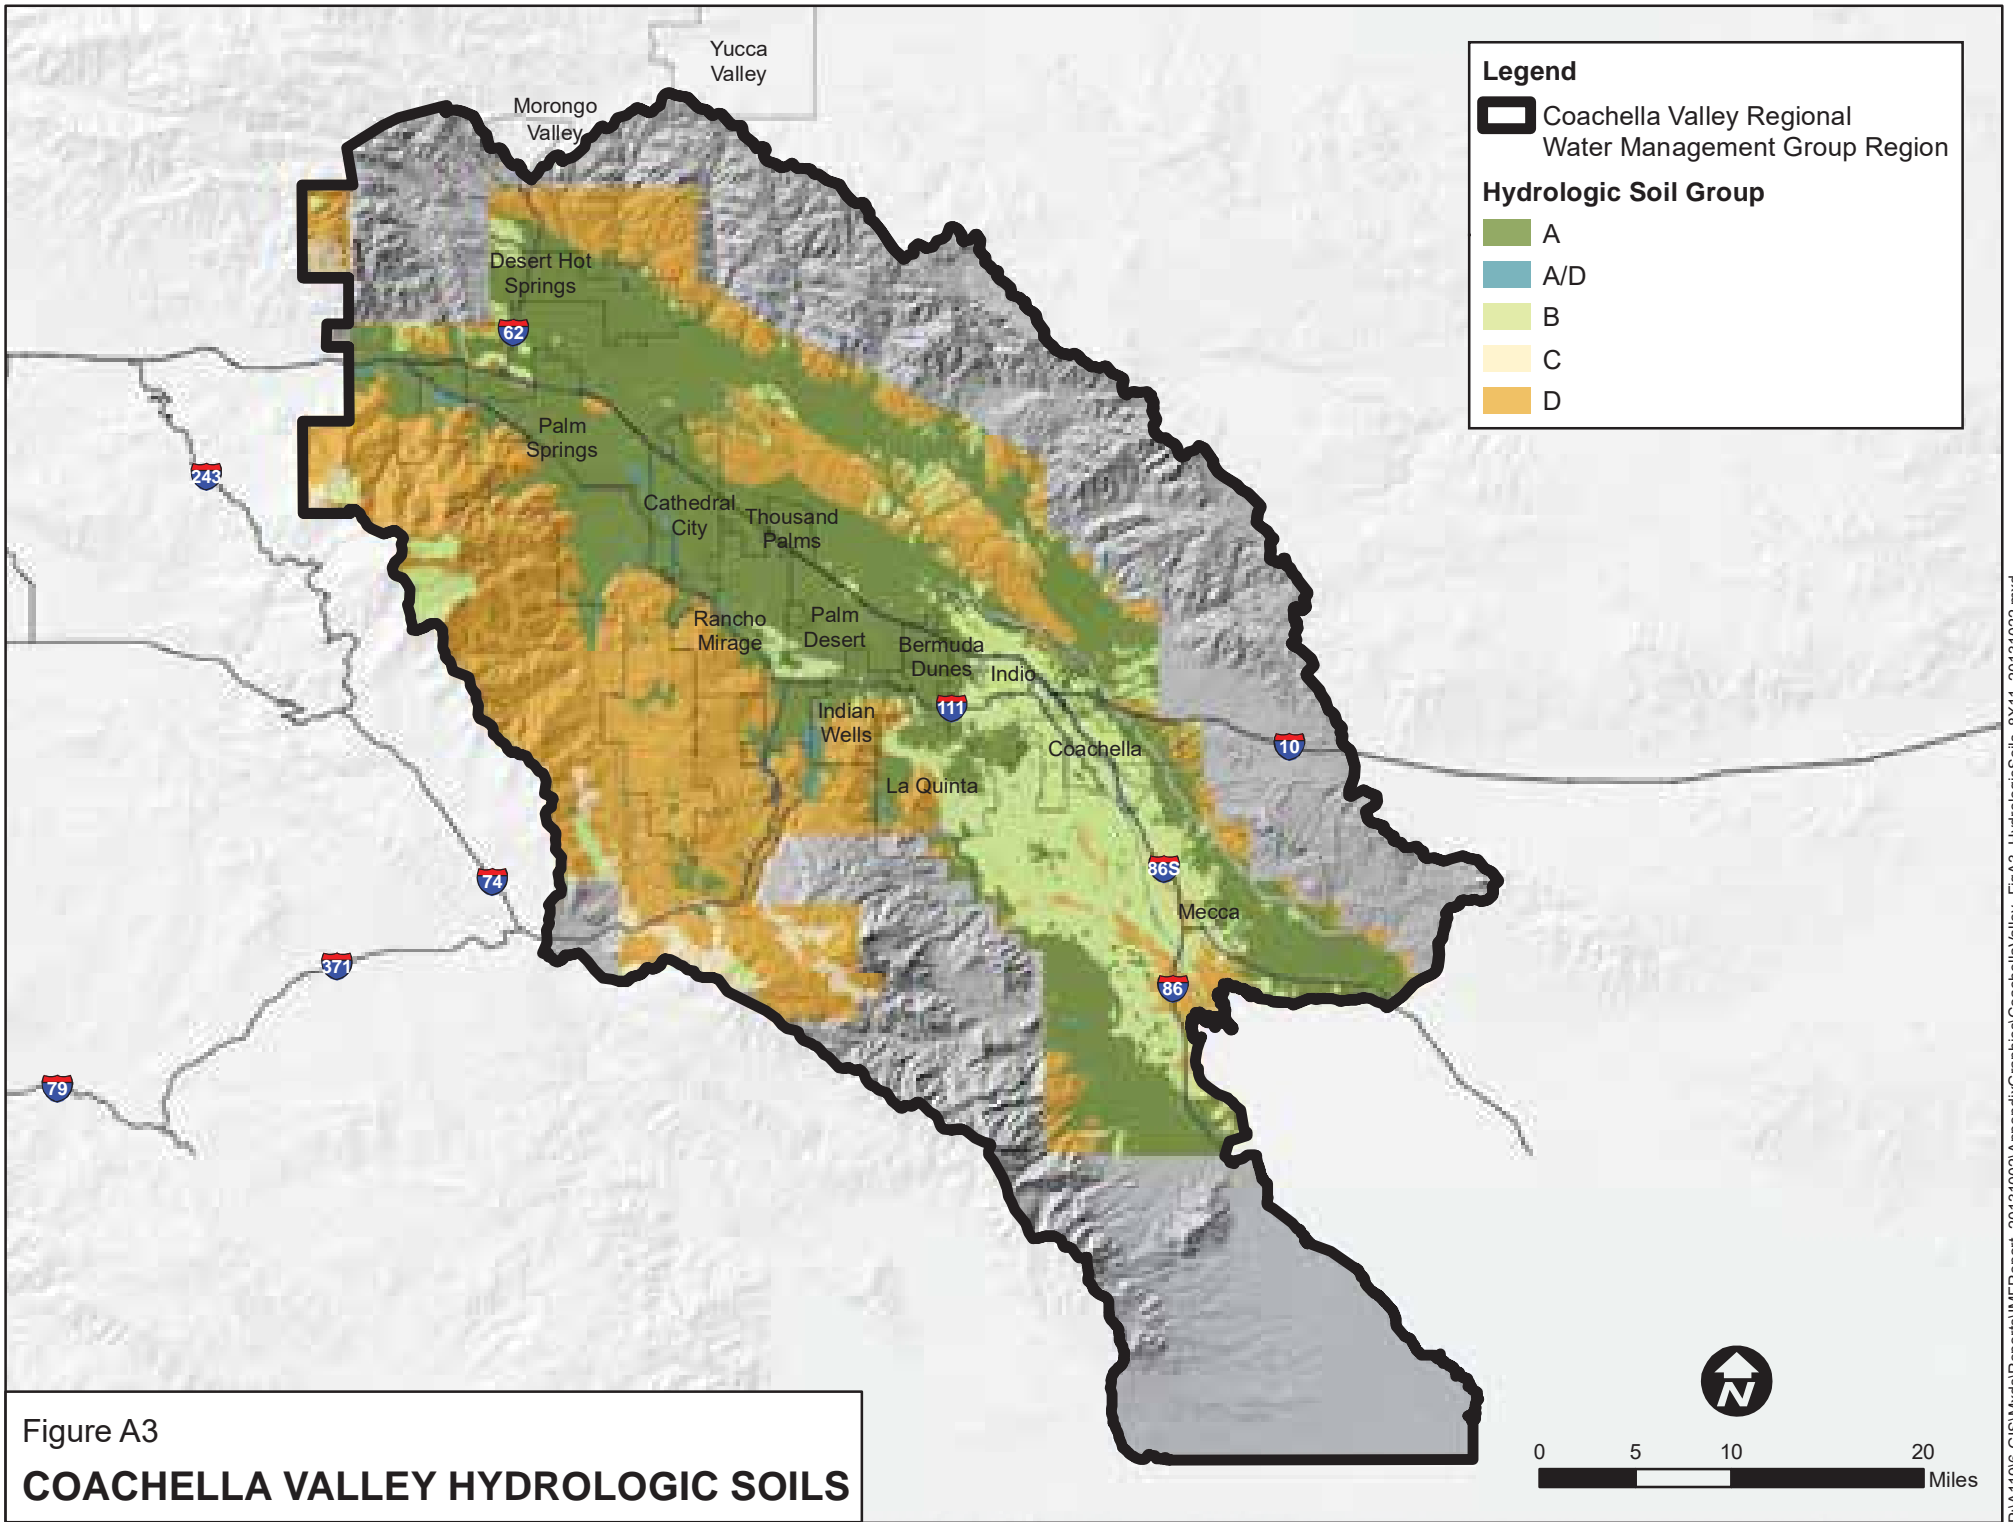 Yucca
Valley
Morongo
Valley
Desert Hot
Springs
62
Palm
Springs
243
Cathedral
City
Thousand
Palms
Rancho
Mirage
Palm
Desert
Bermuda
Dunes
Indio
111
Indian
Wells
Coachella
10
La Quinta
86S
74
Mecca
371
86
79
Legend
Coachella Valley Regional
Water Management Group Region
Hydrologic Soil Group
A
A/D
B
C
D
N
0 5 10 20
Miles
Figure A3
COACHELLA VALLEY HYDROLOGIC SOILS